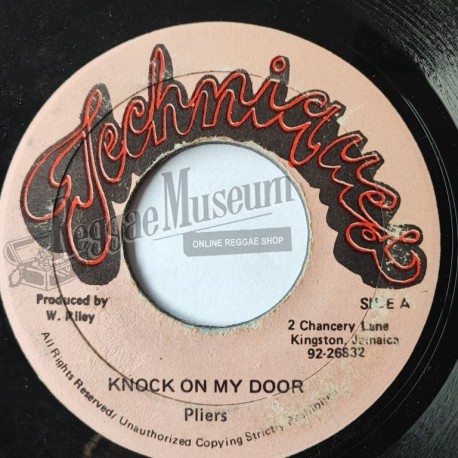 Techniques
Reggae Museum
ONLINE REGGAE SHOP
Produced by
W. Riley
SIDE A
2 Chancery Lane
Kingston, Jamaica
92-26832
KNOCK ON MY DOOR
Pliers
All Rights Reserved/ Unauthorized Copying Strictly Prohibited